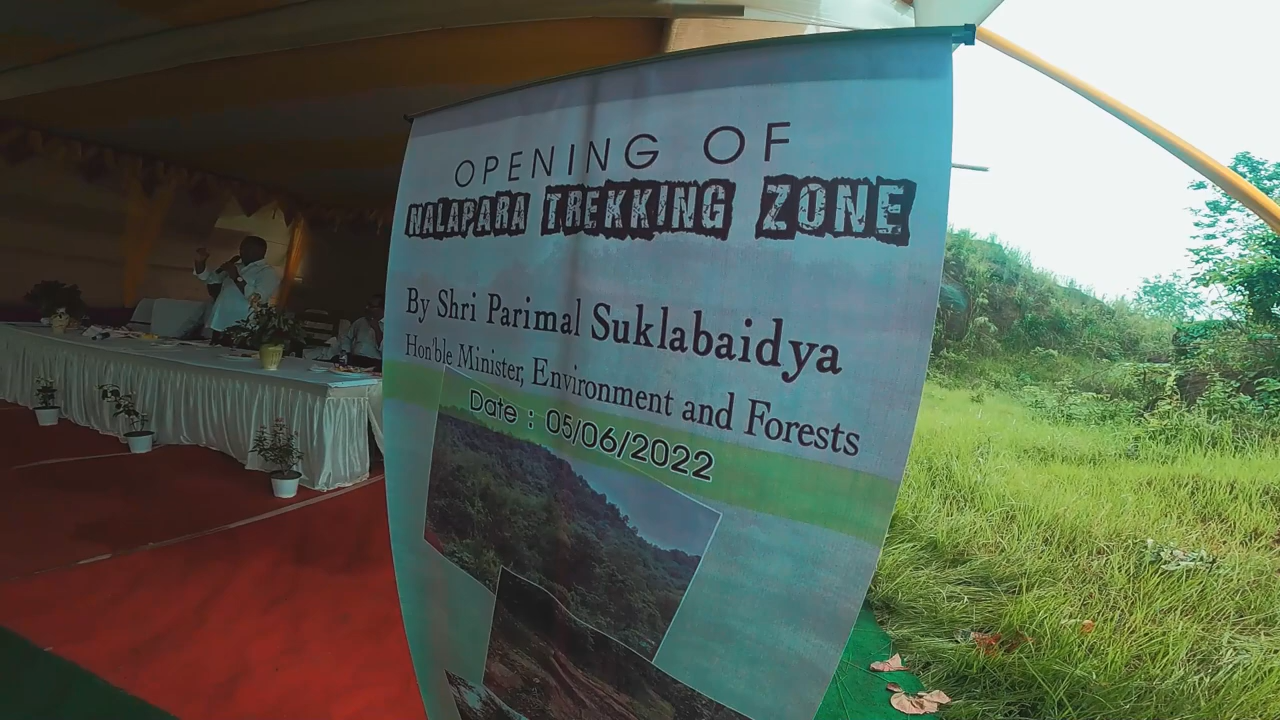 OPENING OF
NALAPARA TREKKING ZONE
By Shri Parimal Suklabaidya
Hon'ble Minister, Environment and Forests
Date : 05/06/2022